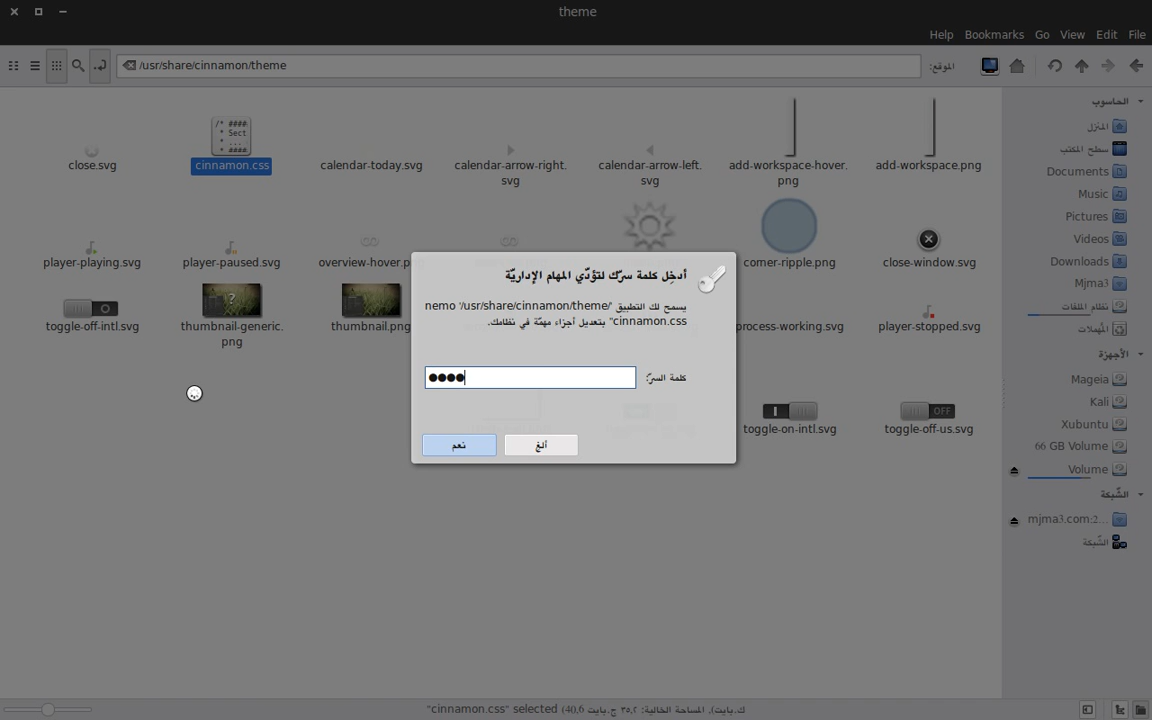 theme
Help Bookmarks Go View Edit File
/usr/share/cinnamon/theme
الموقع:
/* ####
* Sect
* ...
* ####
close.svg
cinnamon.css
calendar-today.svg
calendar-arrow-right.
svg
calendar-arrow-left.
svg
add-workspace-hover.
png
add-workspace.png
player-playing.svg
player-paused.svg
overview-hover.p
corner-ripple.png
close-window.svg
toggle-off-intl.svg
?
thumbnail-generic.
png
thumbnail.png
process-working.svg
player-stopped.svg
toggle-on-intl.svg
OFF
toggle-off-us.svg
أدخِل كلمة سرّك لتؤدّي المهام الإداريّة
يسمح لك التطبيق "nemo '/usr/share/cinnamon/theme/
cinnamon.css" بتعديل أجزاء مهمّة في نظامك.
كلمة السرّ:
نعم
ألغ
الحاسوب
المنزل
سطح المكتب
Documents
Music
Pictures
Videos
Downloads
Mjma3
نظام الملفات
المُهملات
الأجهزة
Mageia
Kali
Xubuntu
66 GB Volume
Volume
الشّبكة
mjma3.com:2...
الشّبكة
"cinnamon.css" selected (40,6 ك.بايت), المساحة الخالية: ٣٥,٢ ج.بايت